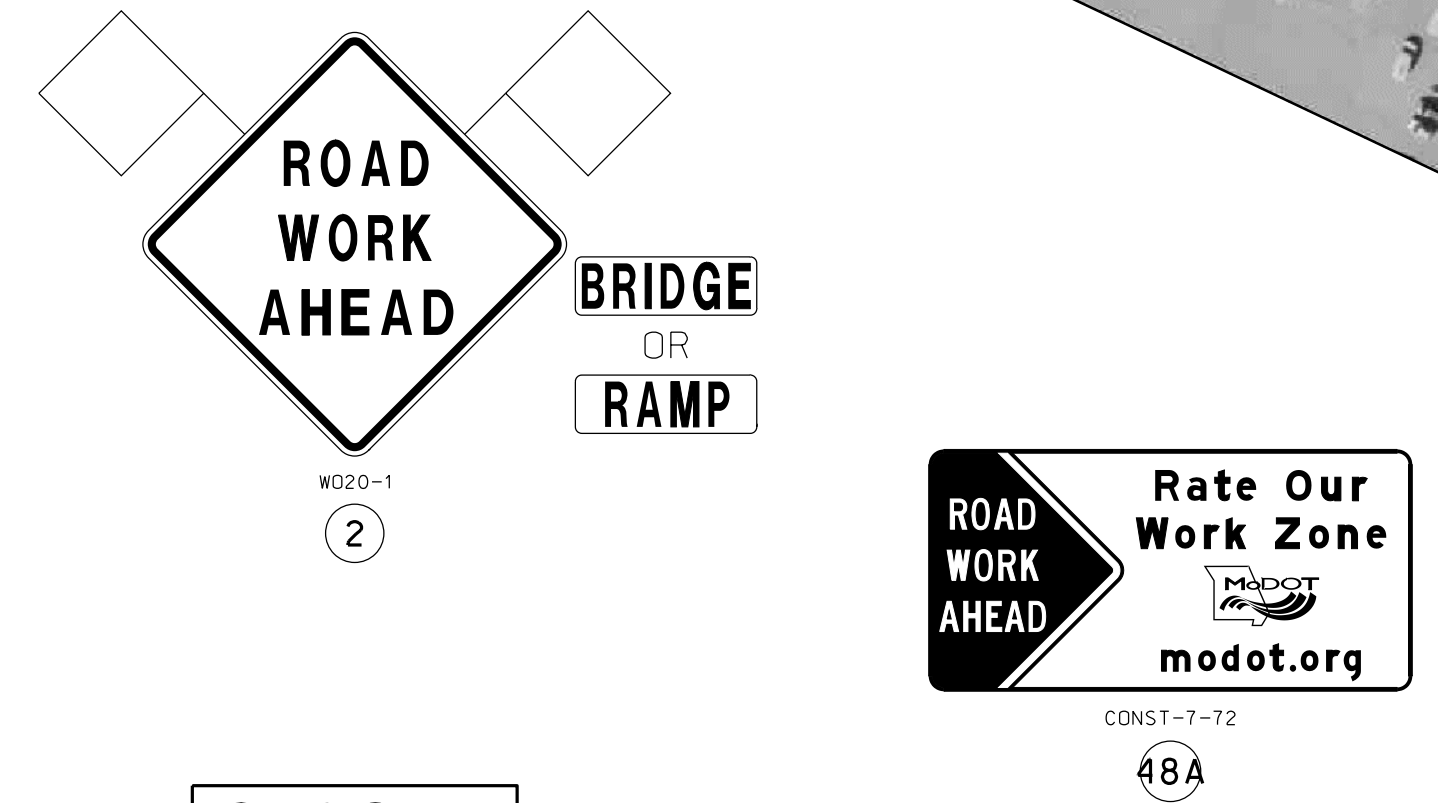 ROAD
WORK
AHEAD
BRIDGE
OR
RAMP
WO20-1
2
ROAD
WORK
AHEAD
Rate Our
Work Zone
MoDOT
modot.org
CONST-7-72
48A